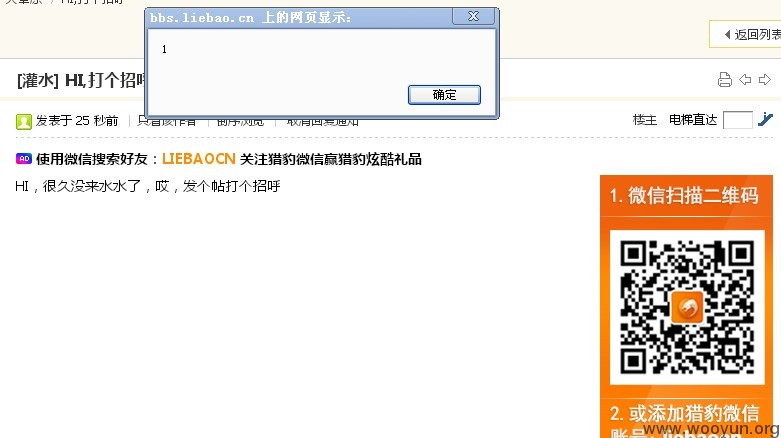 bbs.liebao.cn 上的网页显示:
1
确定
返回列表
[灌水] HI,打个招呼
发表于 25 秒前
只看该作者
倒序浏览
取消回复通知
楼主 电梯直达
AD 使用微信搜索好友：LIEBAOCN 关注猎豹微信赢猎豹炫酷礼品
HI，很久没来水水了，哎，发个帖打个招呼
1. 微信扫描二维码
2. 或添加猎豹微信
www.wooyun.org